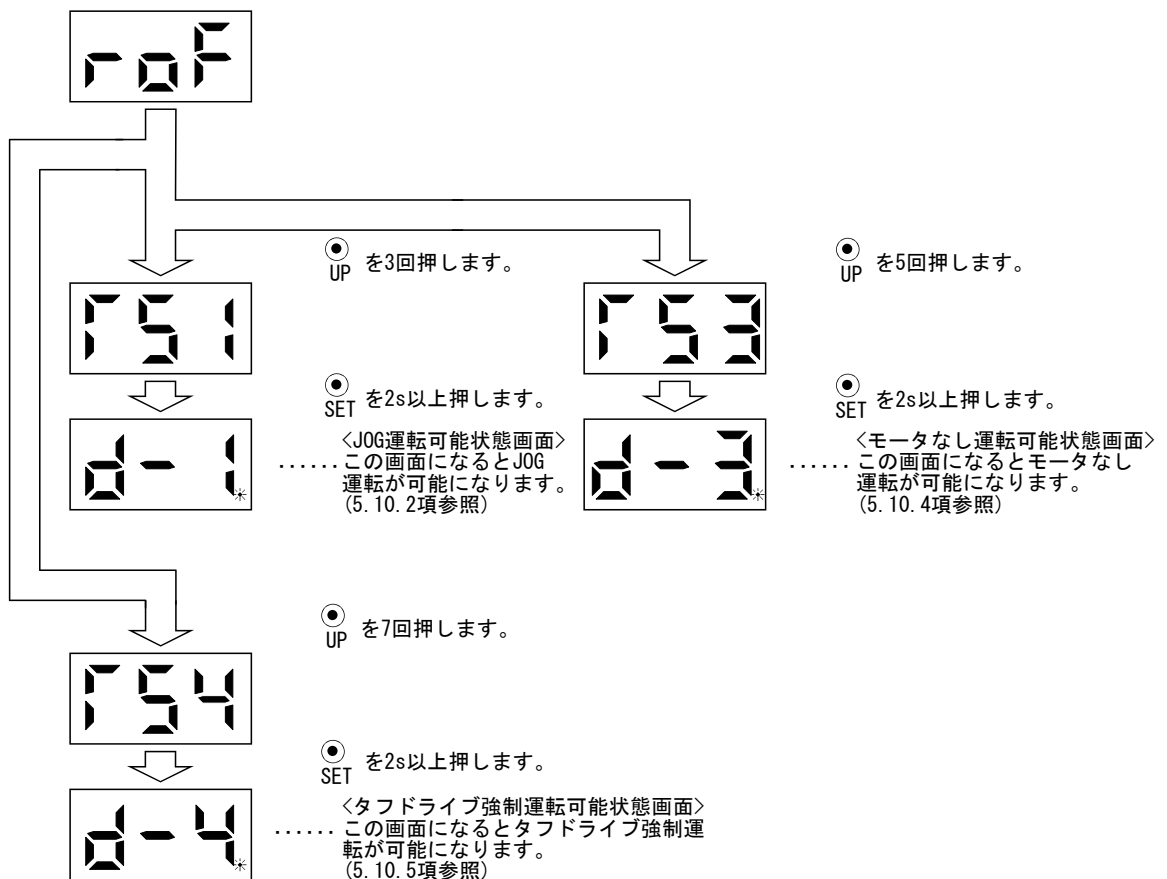 roF
UP を3回押します。
TS1
SET を2s以上押します。
d-1
......
<JOG運転可能状態画面>
この画面になるとJOG
運転が可能になります。
(5.10.2項参照)
UP を5回押します。
TS3
SET を2s以上押します。
d-3
......
<モータなし運転可能状態画面>
この画面になるとモータなし
運転が可能になります。
(5.10.4項参照)
UP を7回押します。
TS4
SET を2s以上押します。
d-4
......
<タフドライブ強制運転可能状態画面>
この画面になるとタフドライブ強制運
転が可能になります。
(5.10.5項参照)